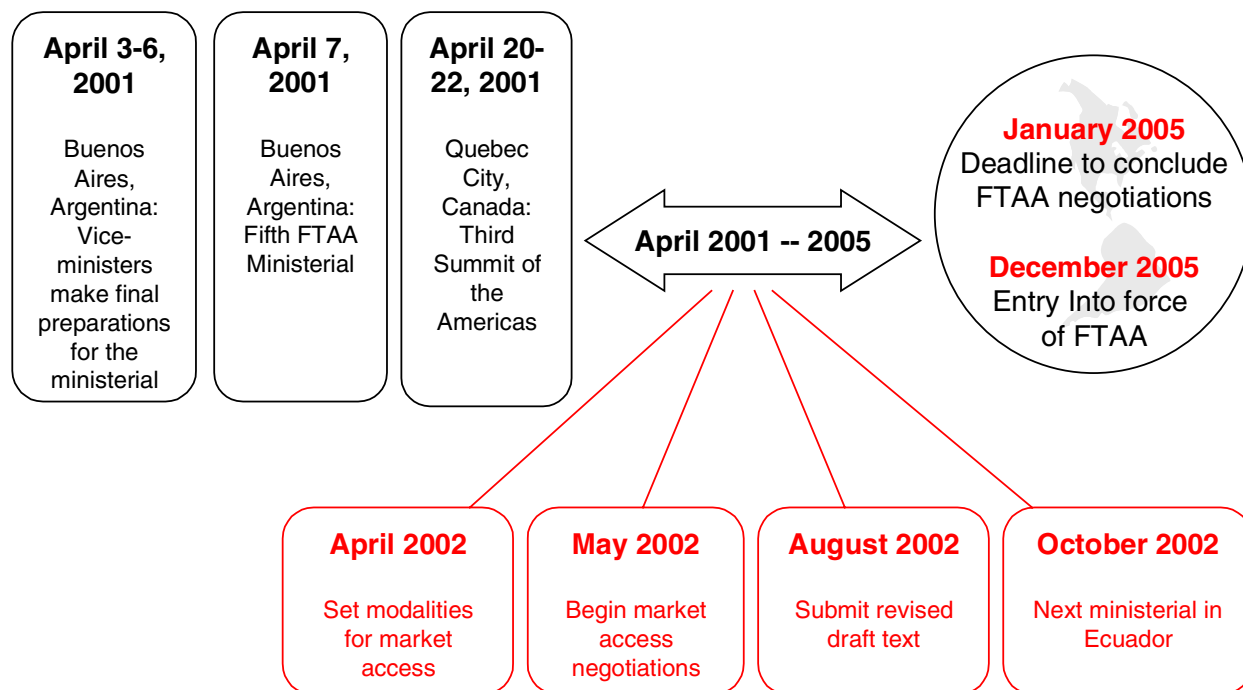 April 3-6,
2001
Buenos
Aires,
Argentina:
Vice-
ministers
make final
preparations
for the
ministerial
April 7,
2001
Buenos
Aires,
Argentina:
Fifth FTAA
Ministerial
April 20-
22, 2001
Quebec
City,
Canada:
Third
Summit of
the
Americas
April 2001 -- 2005
January 2005
Deadline to conclude
FTAA negotiations
December 2005
Entry Into force
of FTAA
April 2002
Set modalities
for market
access
May 2002
Begin market
access
negotiations
August 2002
Submit revised
draft text
October 2002
Next ministerial in
Ecuador